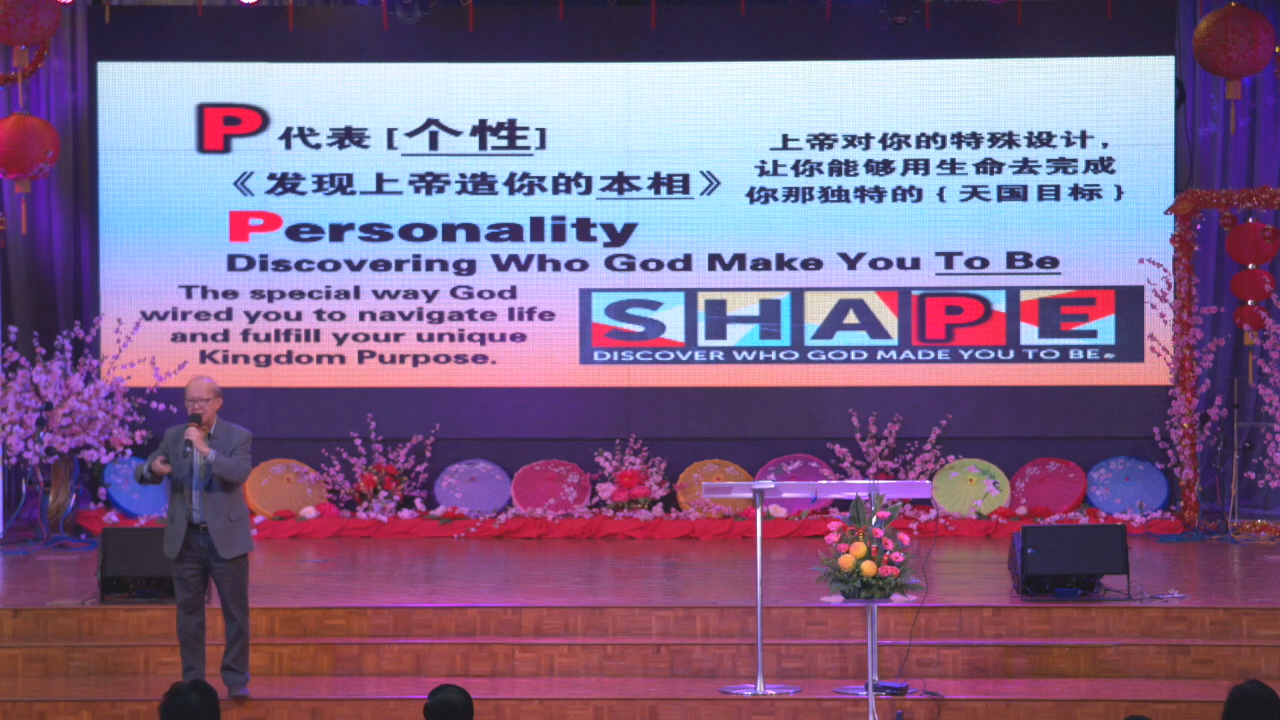 P 代表 [个性]
《发现上帝造你的本相》
上帝对你的特殊设计，
让你能够用生命去完成
你那独特的 { 天国目标 }
Personality
Discovering Who God Make You To Be
The special way God
wired you to navigate life
and fulfill your unique
Kingdom Purpose.
SHAPE
DISCOVER WHO GOD MADE YOU TO BE